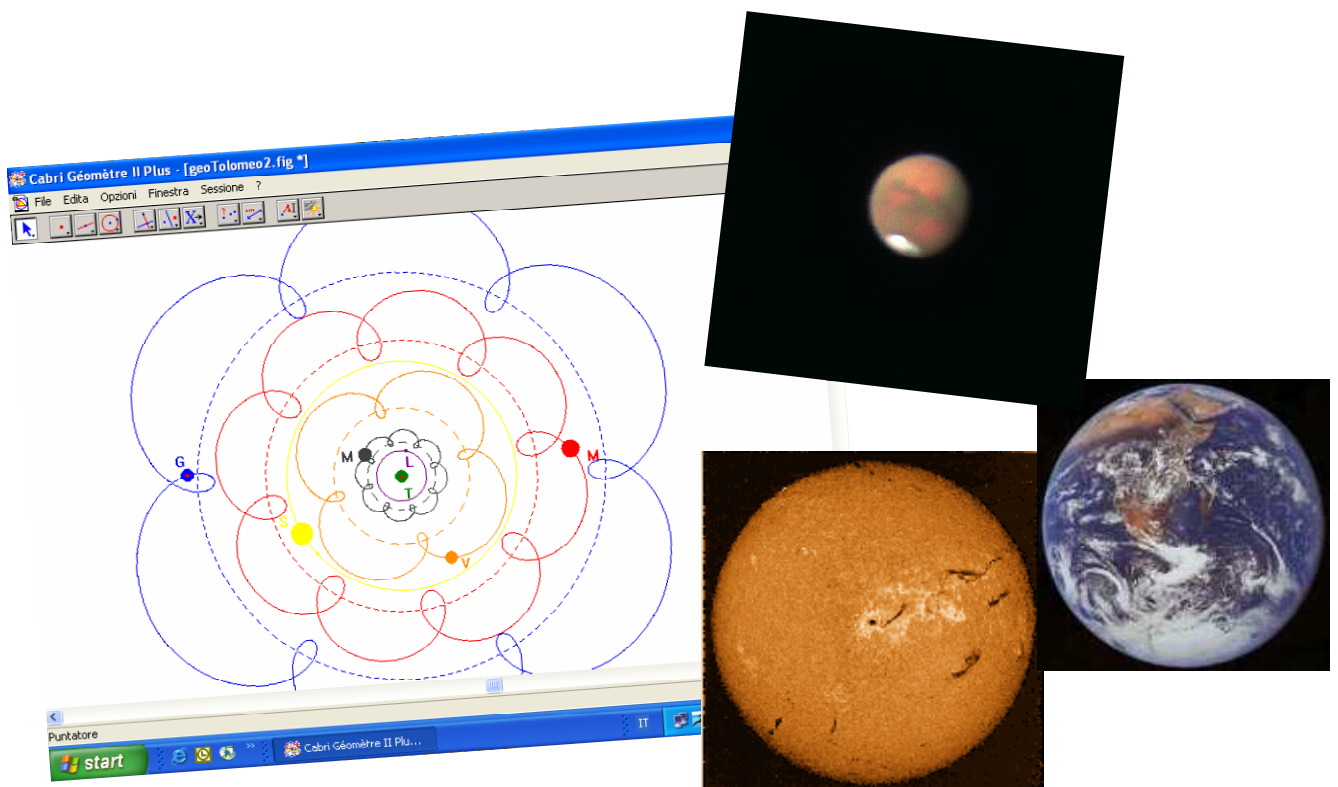 Cabri Géomètre II Plus - [geoTolomeo2.fig *]
File Edita Opzioni Finestra Sessione ?
G
M
L
T
M
S
V
Puntatore
IT
start
Cabri Géomètre II Plu...